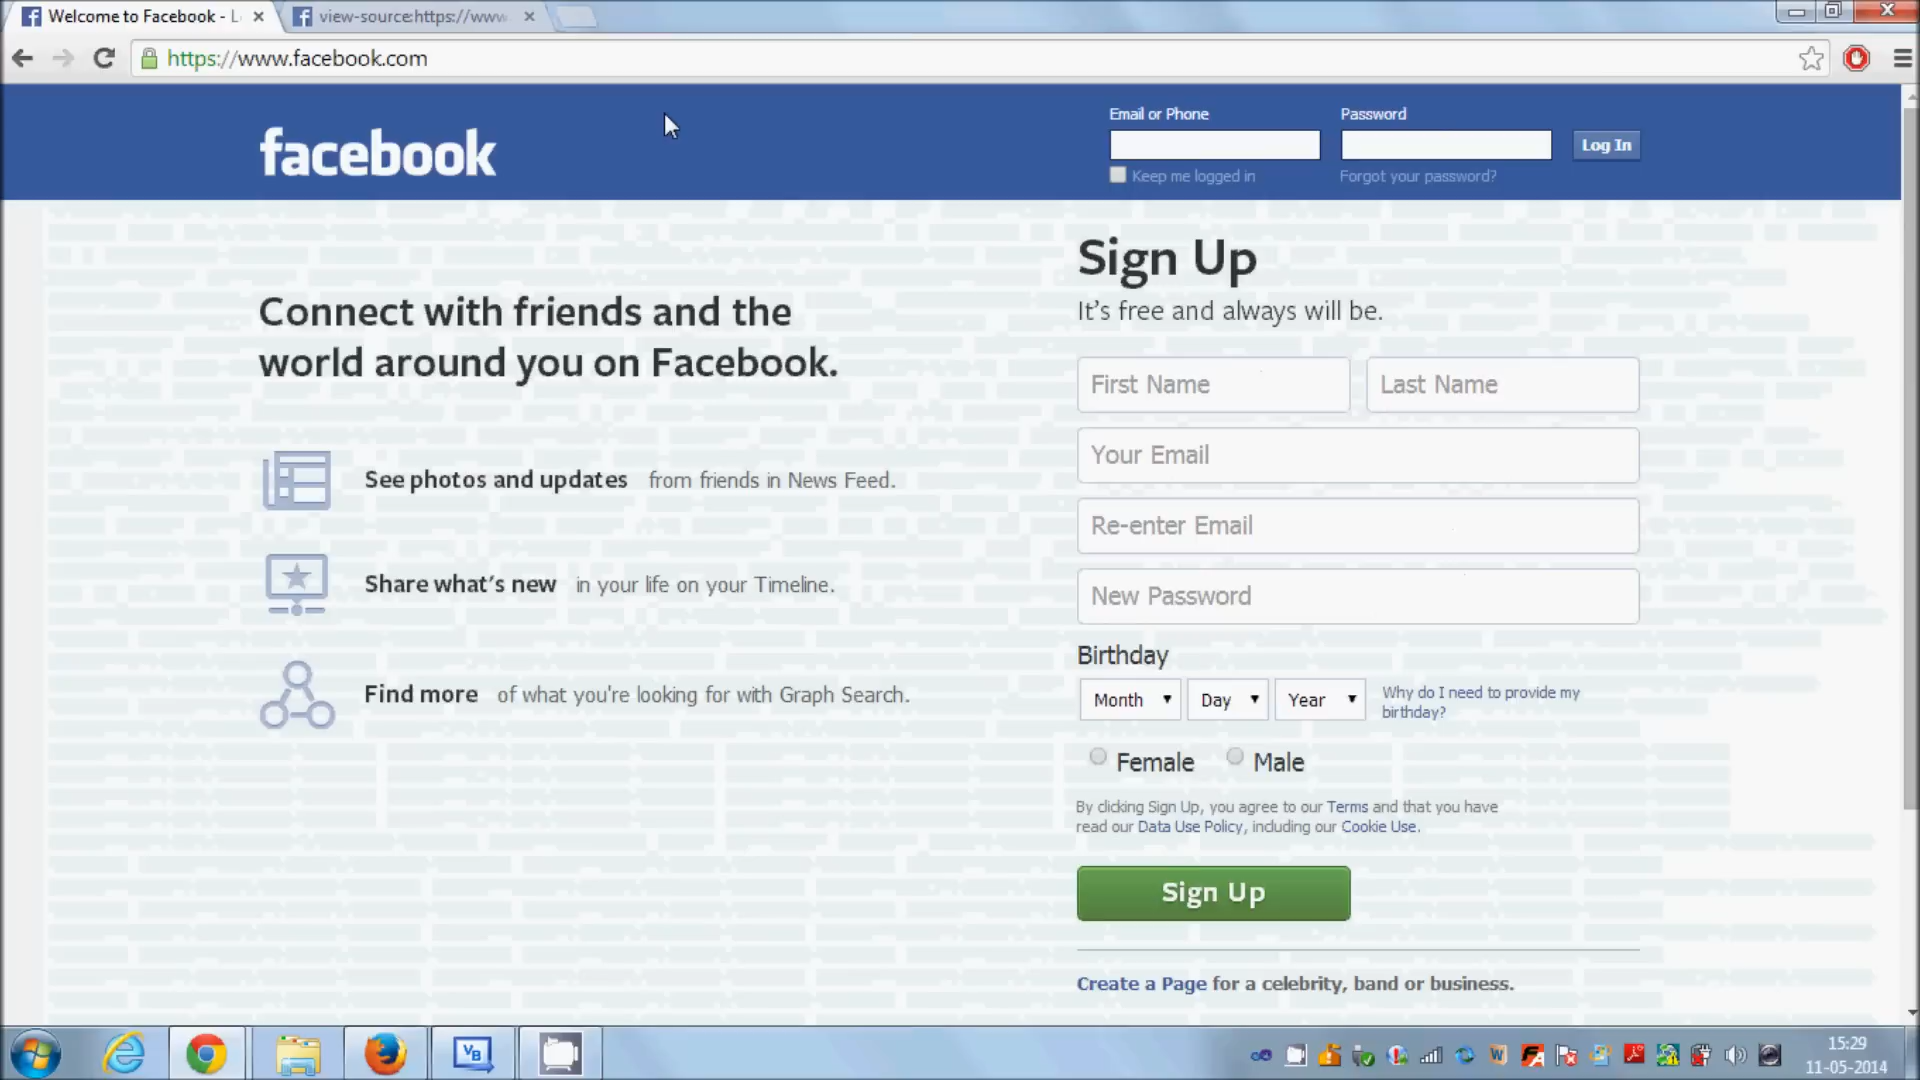 Welcome to Facebook - L
view-source:https://www
https://www.facebook.com
facebook
Email or Phone
Password
Log In
Keep me logged in
Forgot your password?
Connect with friends and the
world around you on Facebook.
See photos and updates from friends in News Feed.
Share what's new in your life on your Timeline.
Find more of what you're looking for with Graph Search.
Sign Up
It's free and always will be.
First Name
Last Name
Your Email
Re-enter Email
New Password
Birthday
Month
Day
Year
Why do I need to provide my
birthday?
Female
Male
By clicking Sign Up, you agree to our Terms and that you have
read our Data Use Policy, including our Cookie Use.
Sign Up
Create a Page for a celebrity, band or business.
VB
15:29
11-05-2014